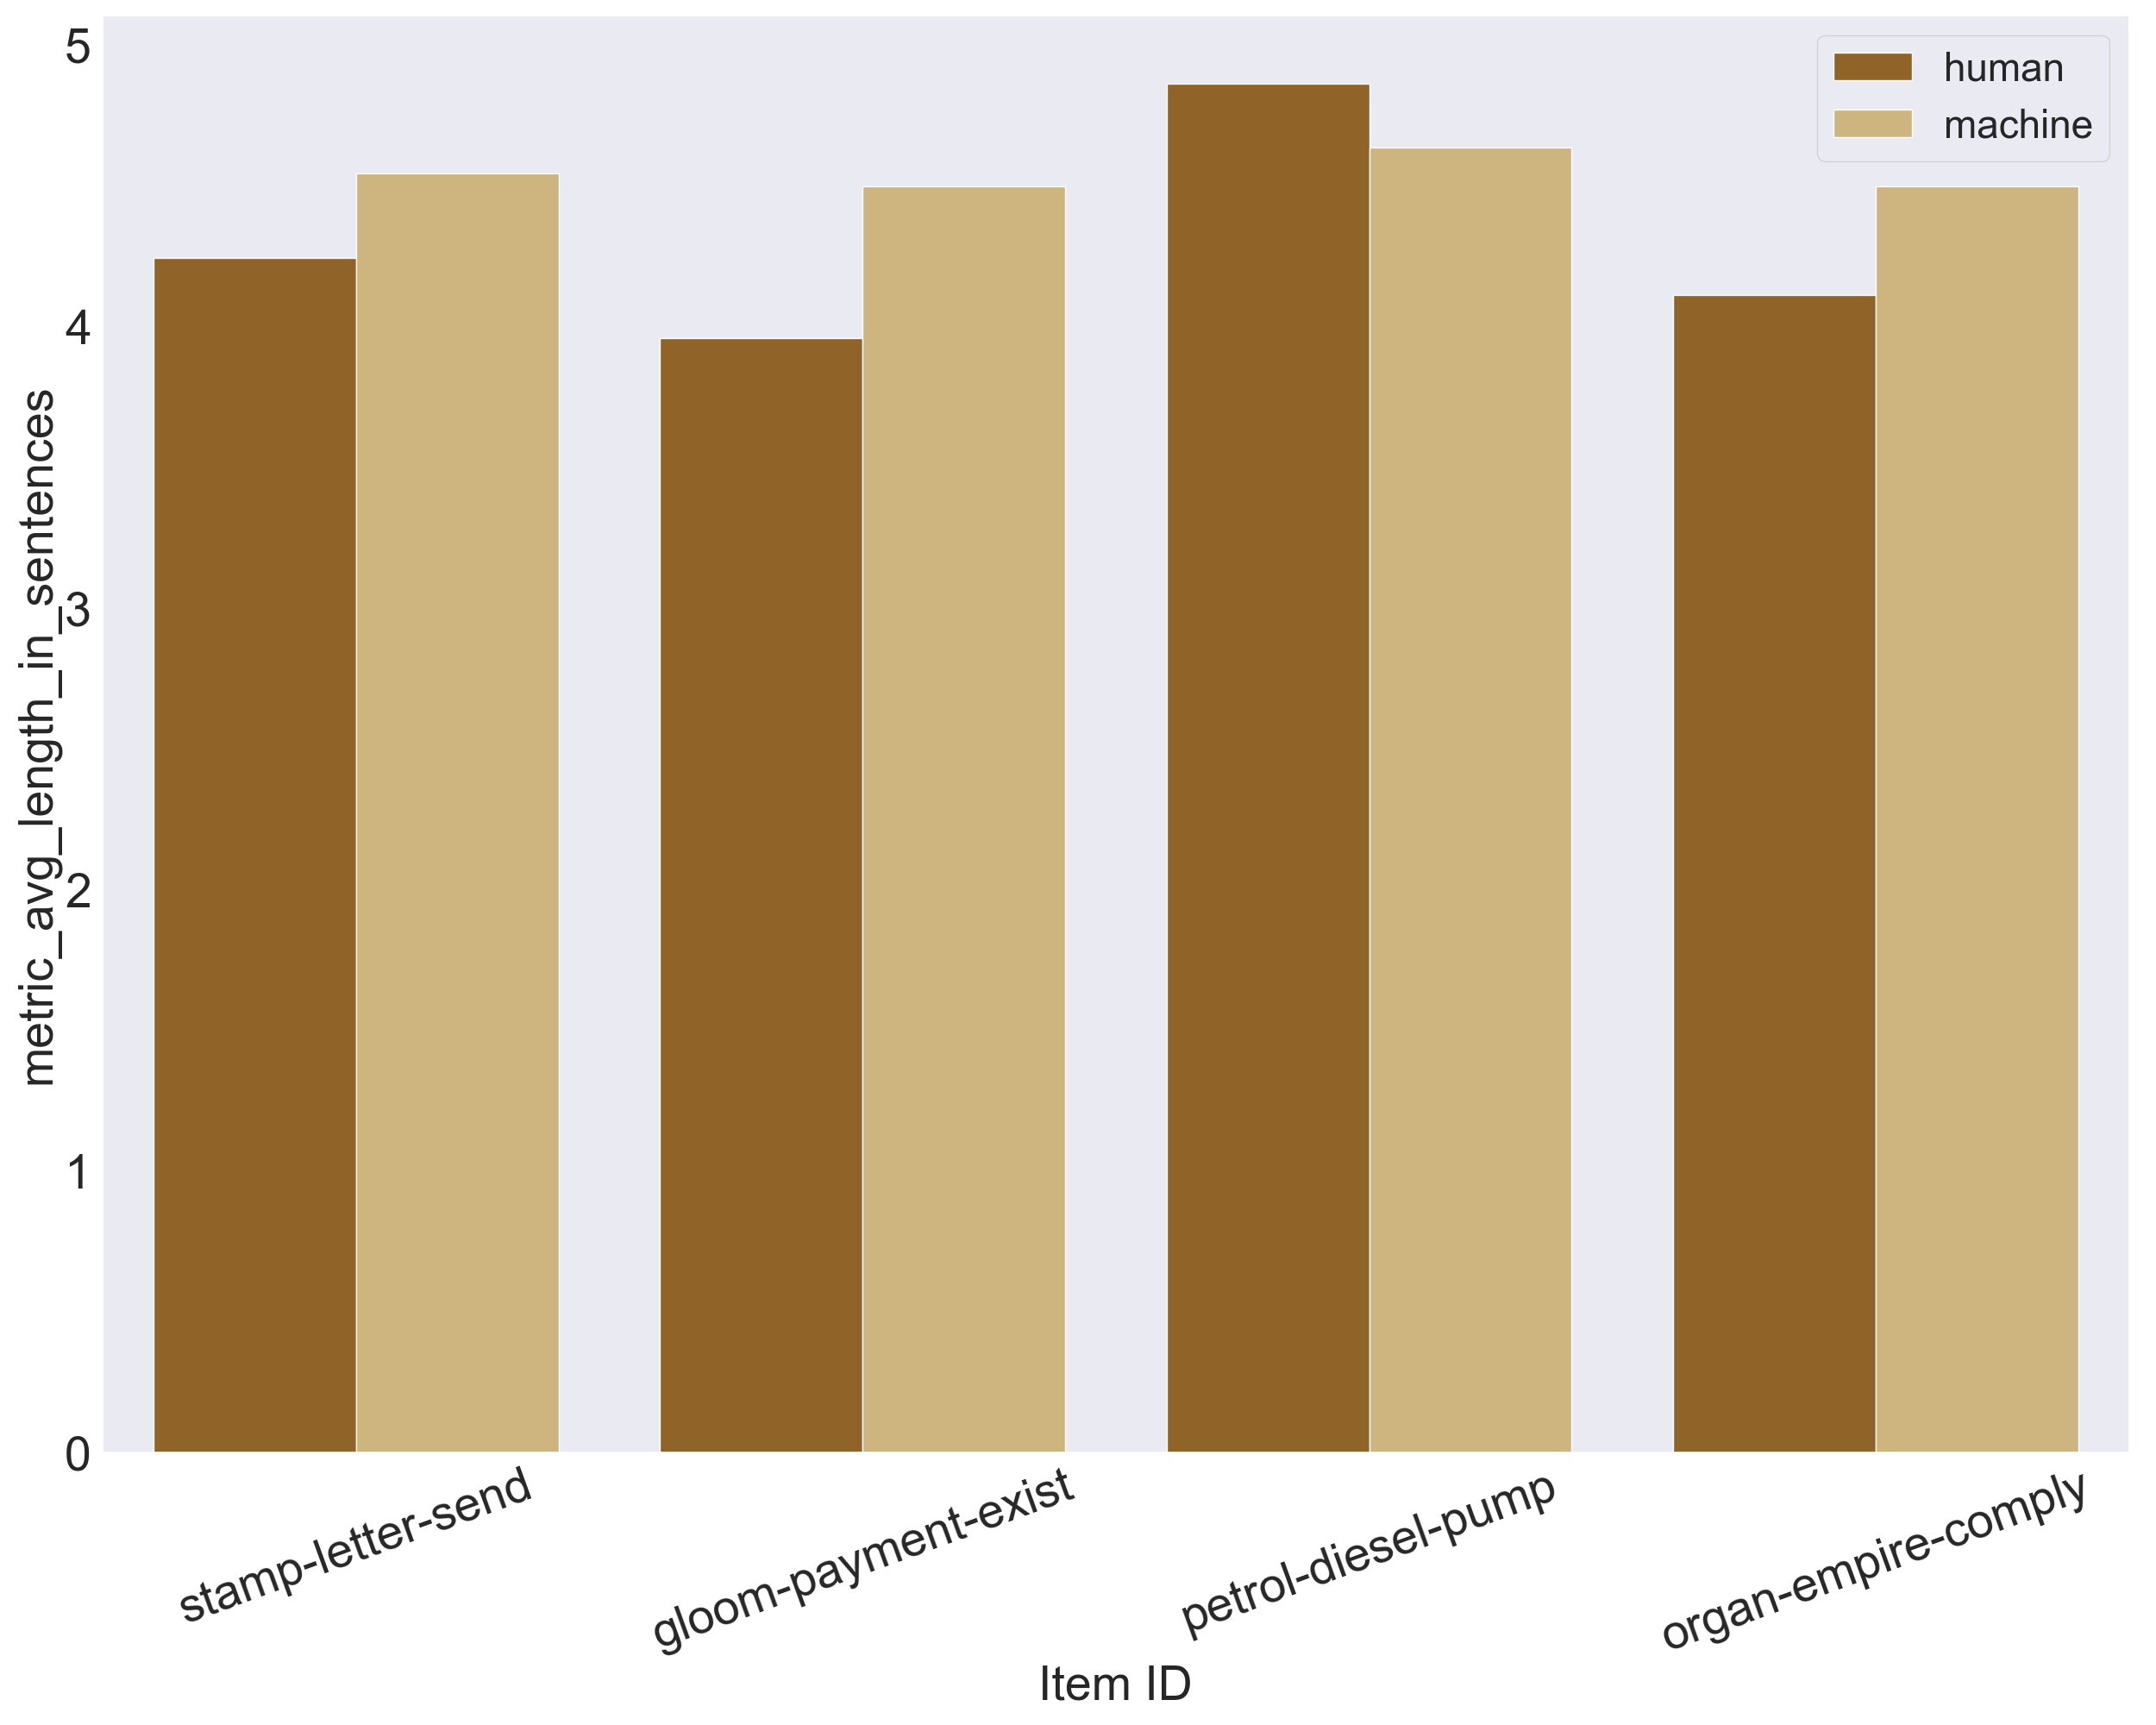 human
machine
metric_avg_length_in_sentences
5
4
3
2
1
0
stamp-letter-send
gloom-payment-exist
petrol-diesel-pump
organ-empire-comply
Item ID